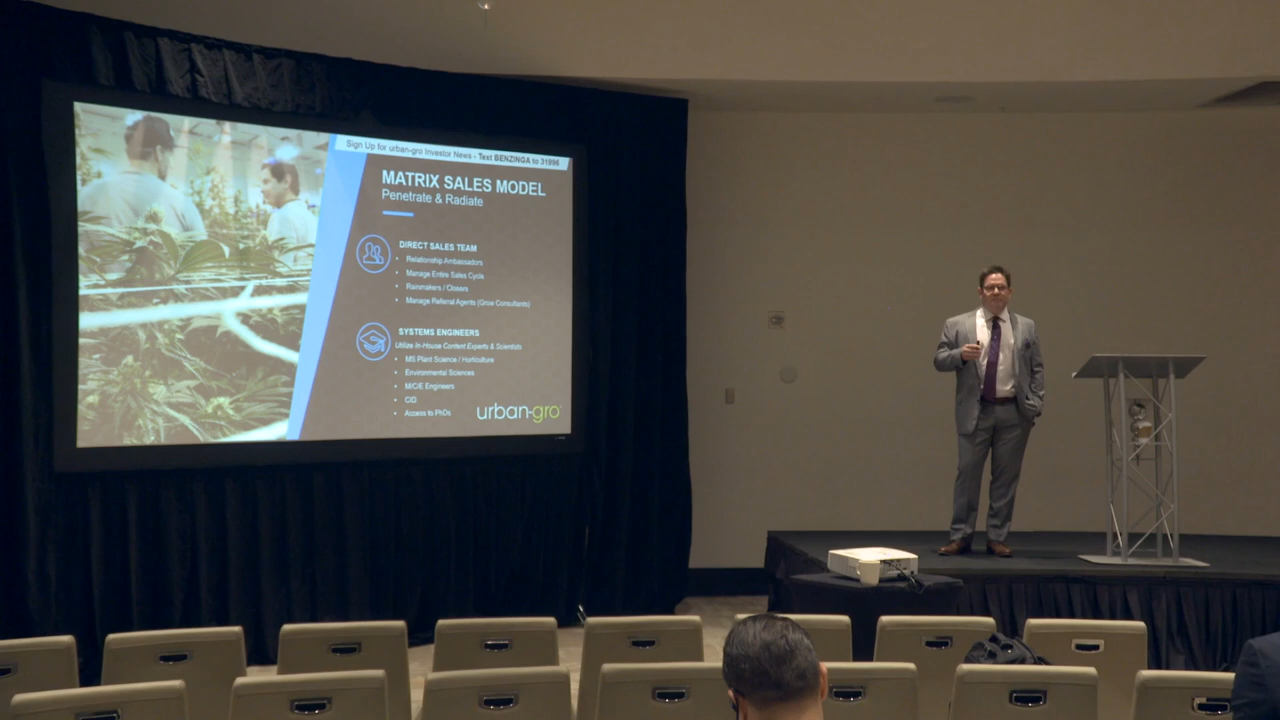 Sign Up for urban-gro Investor News - Text BENZINGA to 31996
MATRIX SALES MODEL
Penetrate & Radiate
DIRECT SALES TEAM
• Relationship Ambassadors
• Manage Entire Sales Cycle
• Rainmakers / Closers
• Manage Referral Agents (Grow Consultants)
SYSTEMS ENGINEERS
Utilize In-House Content Experts & Scientists
• MS Plant Science / Horticulture
• Environmental Sciences
• M/C/E Engineers
• CID
• Access to PhDs
urban-gro